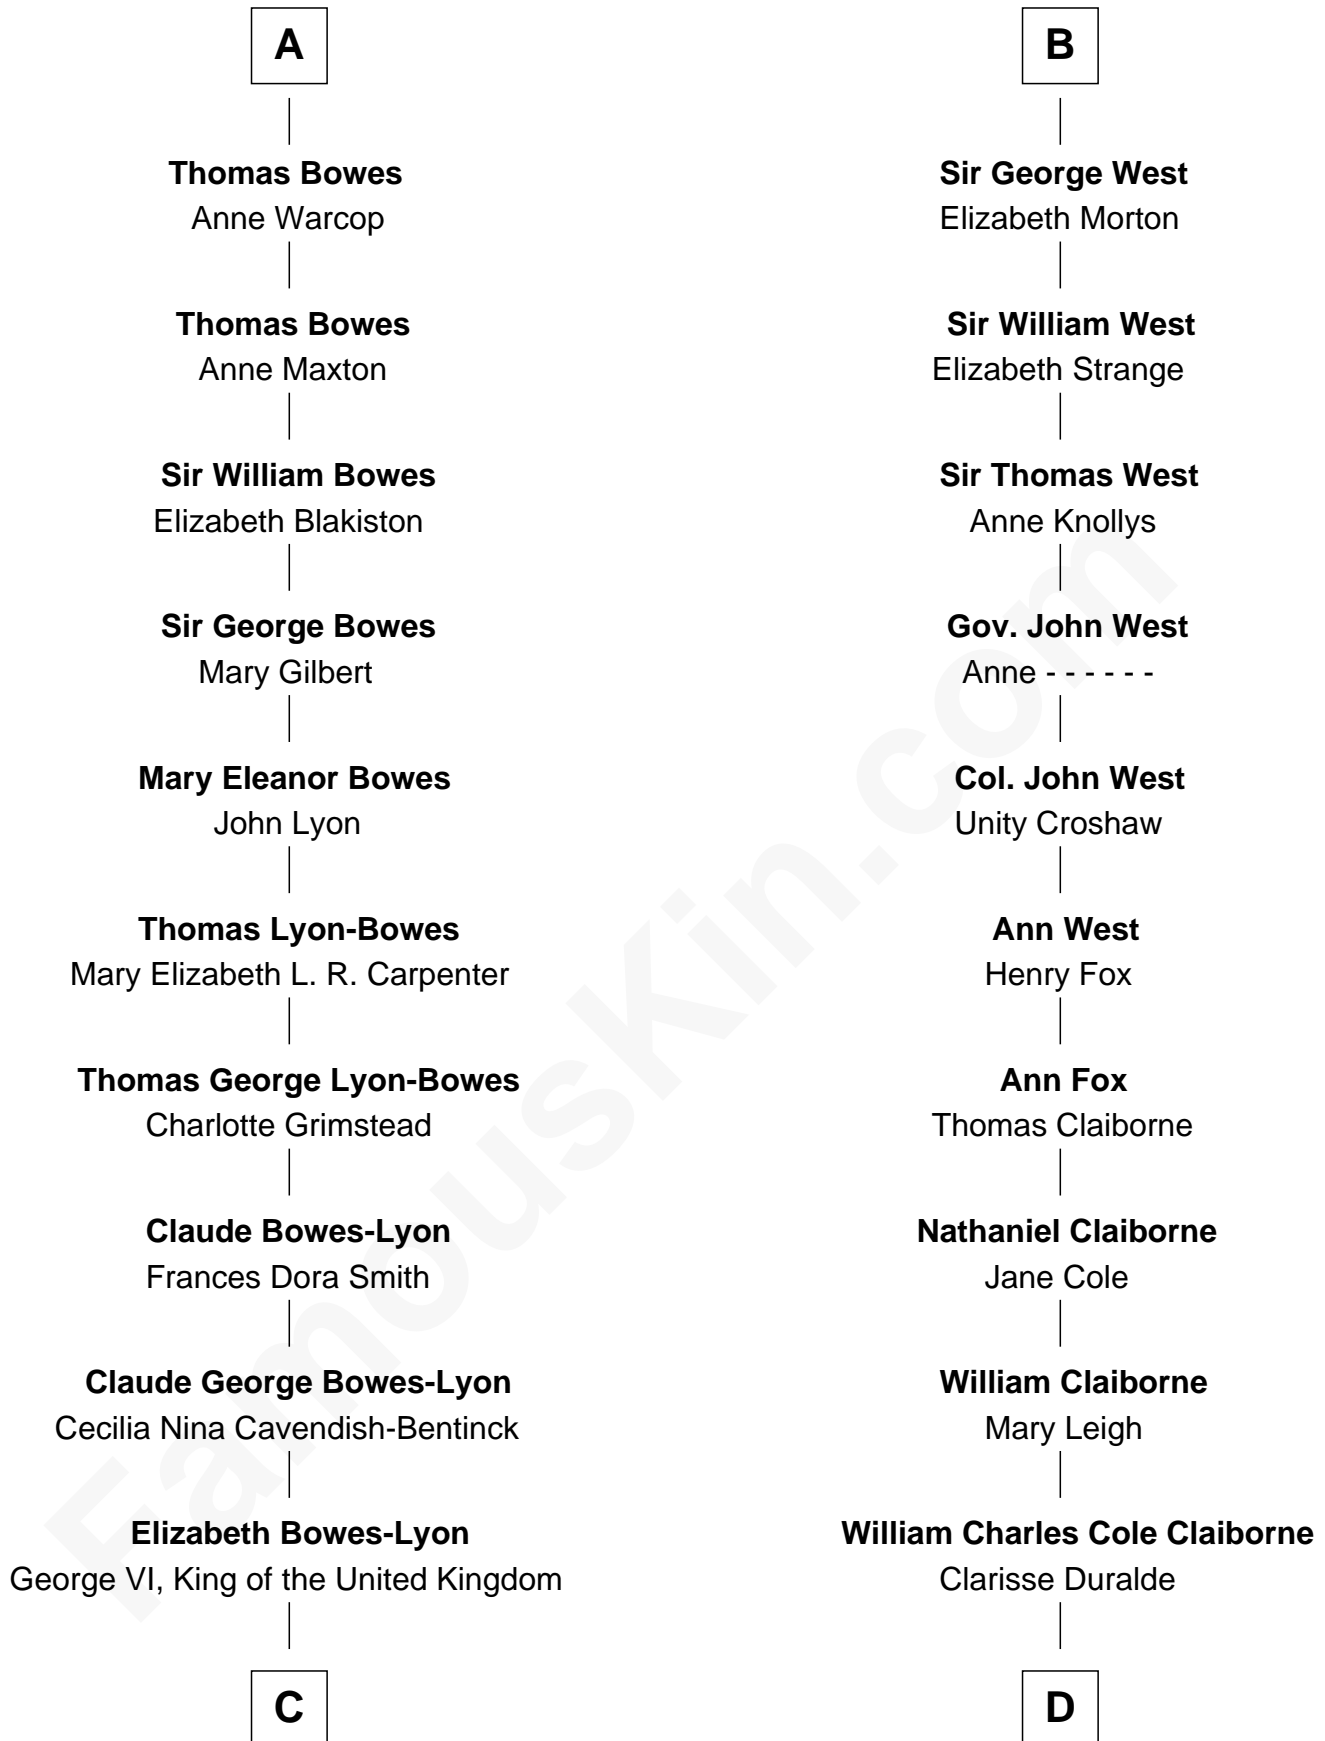 A
Thomas Bowes
Anne Warcop
Thomas Bowes
Anne Maxton
Sir William Bowes
Elizabeth Blakiston
Sir George Bowes
Mary Gilbert
Mary Eleanor Bowes
John Lyon
Thomas Lyon-Bowes
Mary Elizabeth L. R. Carpenter
Thomas George Lyon-Bowes
Charlotte Grimstead
Claude Bowes-Lyon
Frances Dora Smith
Claude George Bowes-Lyon
Cecilia Nina Cavendish-Bentinck
Elizabeth Bowes-Lyon
George VI, King of the United Kingdom
C
B
Sir George West
Elizabeth Morton
Sir William West
Elizabeth Strange
Sir Thomas West
Anne Knollys
Gov. John West
Anne - - - - - -
Col. John West
Unity Croshaw
Ann West
Henry Fox
Ann Fox
Thomas Claiborne
Nathaniel Claiborne
Jane Cole
William Claiborne
Mary Leigh
William Charles Cole Claiborne
Clarisse Duralde
D
FamousKin.com